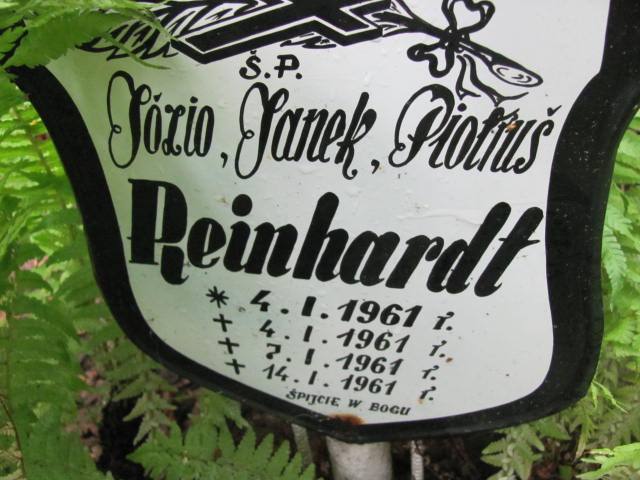 Ś.P.
Józio, Janek, Piotruś
Reinhardt
* 4.I.1961 r.
+ 4.I.1961 r.
+ 7.I.1961 r.
+ 14.I.1961 r.
ŚPIJCIE W BOGU